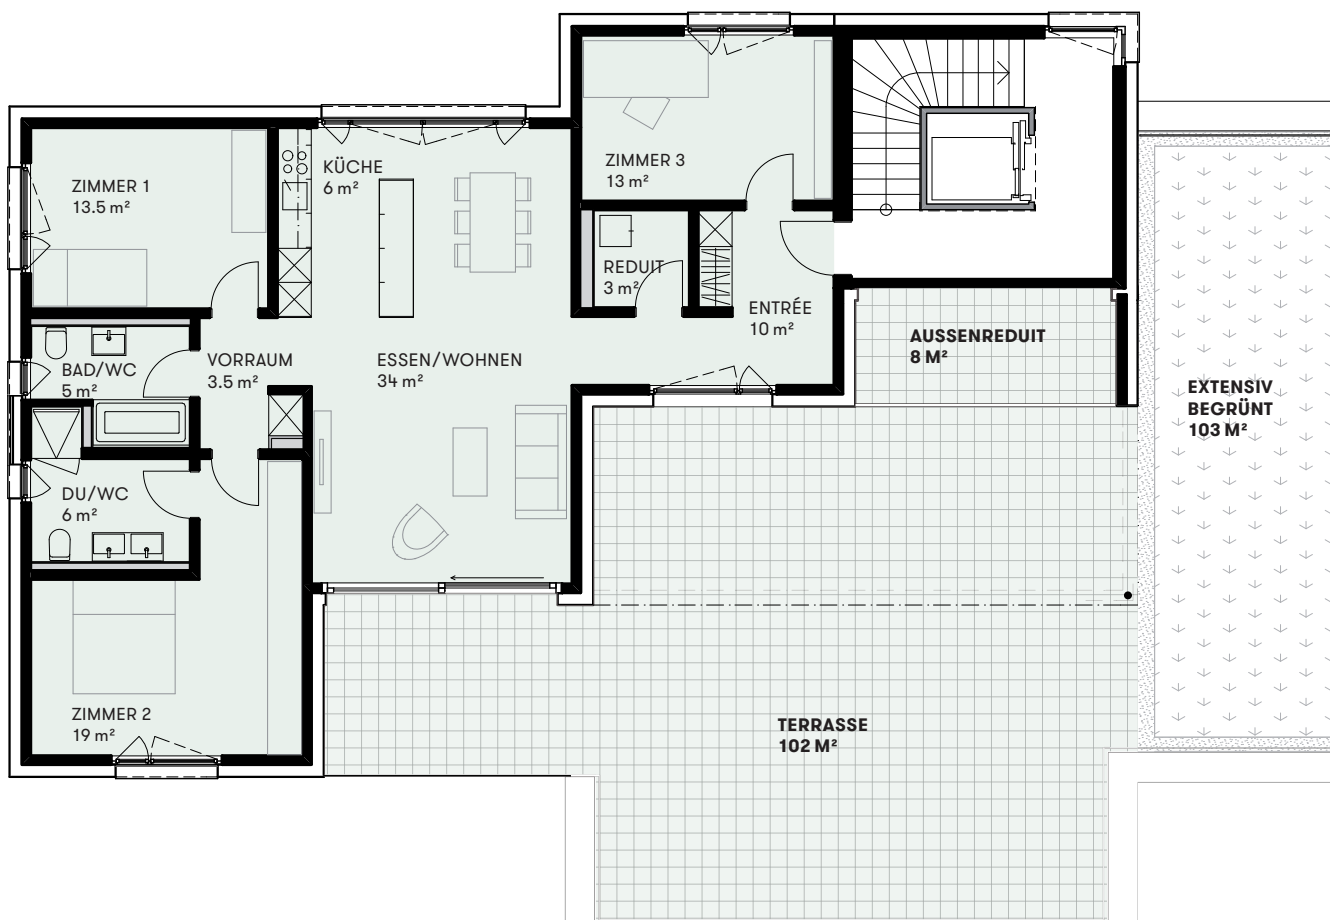 ZIMMER 1
13.5 m²
KÜCHE
6 m²
ZIMMER 3
13 m²
REDUIT
3 m²
ENTRÉE
10 m²
AUSSENREDUIT
8 M²
BAD/WC
5 m²
VORRAUM
3.5 m²
ESSEN/WOHNEN
34 m²
EXTENSIV
BEGRÜNT
103 M²
DU/WC
6 m²
ZIMMER 2
19 m²
TERRASSE
102 M²